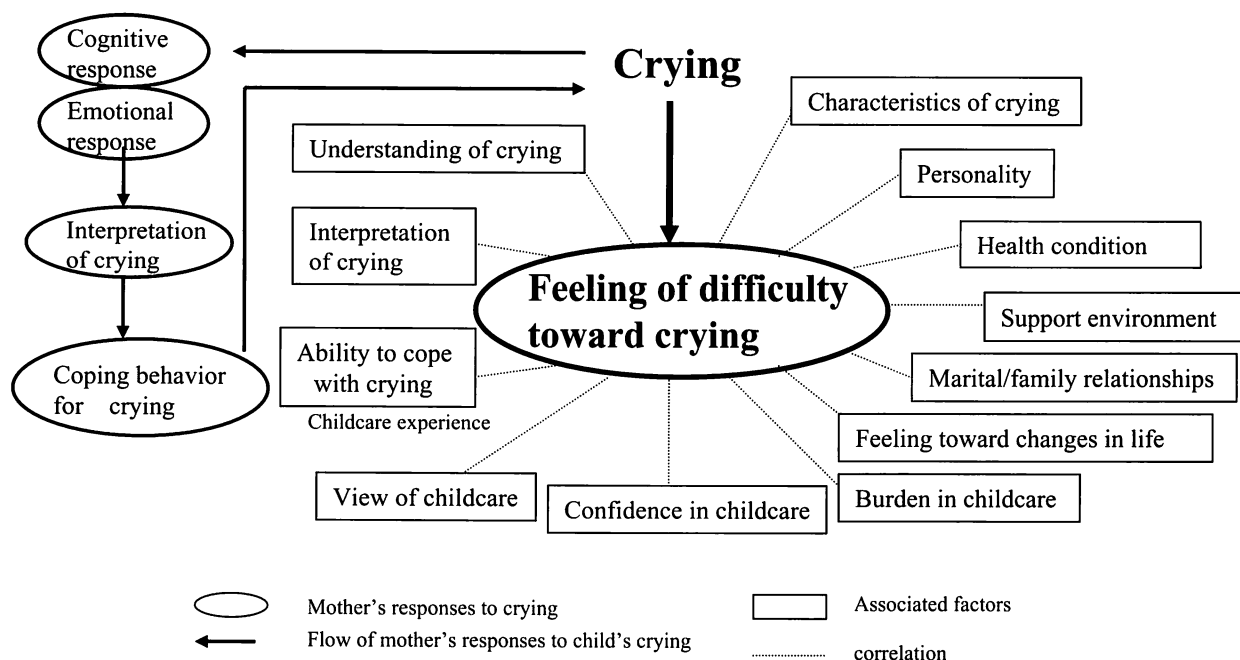 Cognitive
response
Emotional
response
Interpretation
of crying
Coping behavior
for crying
Crying
Understanding of crying
Interpretation
of crying
Ability to cope
with crying
Childcare experience
View of childcare
Confidence in childcare
Feeling of difficulty
toward crying
Characteristics of crying
Personality
Health condition
Support environment
Marital/family relationships
Feeling toward changes in life
Burden in childcare
Mother's responses to crying
Flow of mother's responses to child's crying
Associated factors
correlation